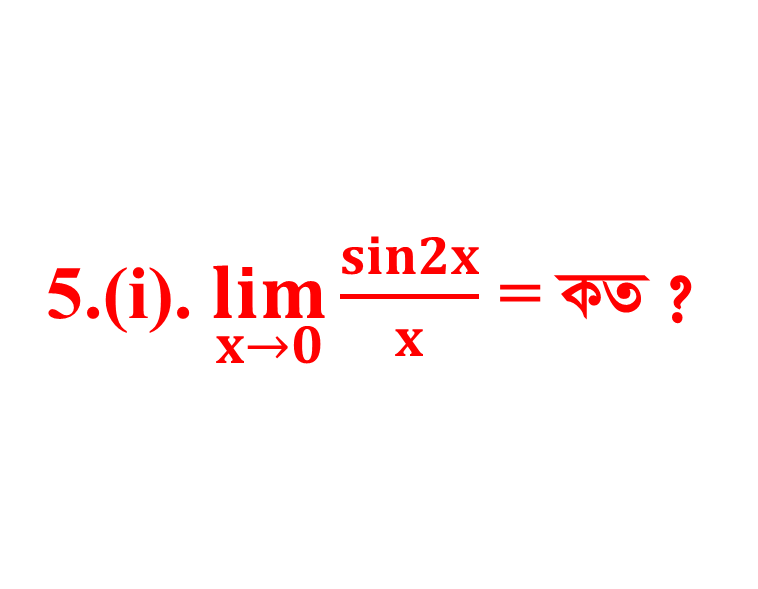 5.(i). lim x→0 sin2x/x = কত ?